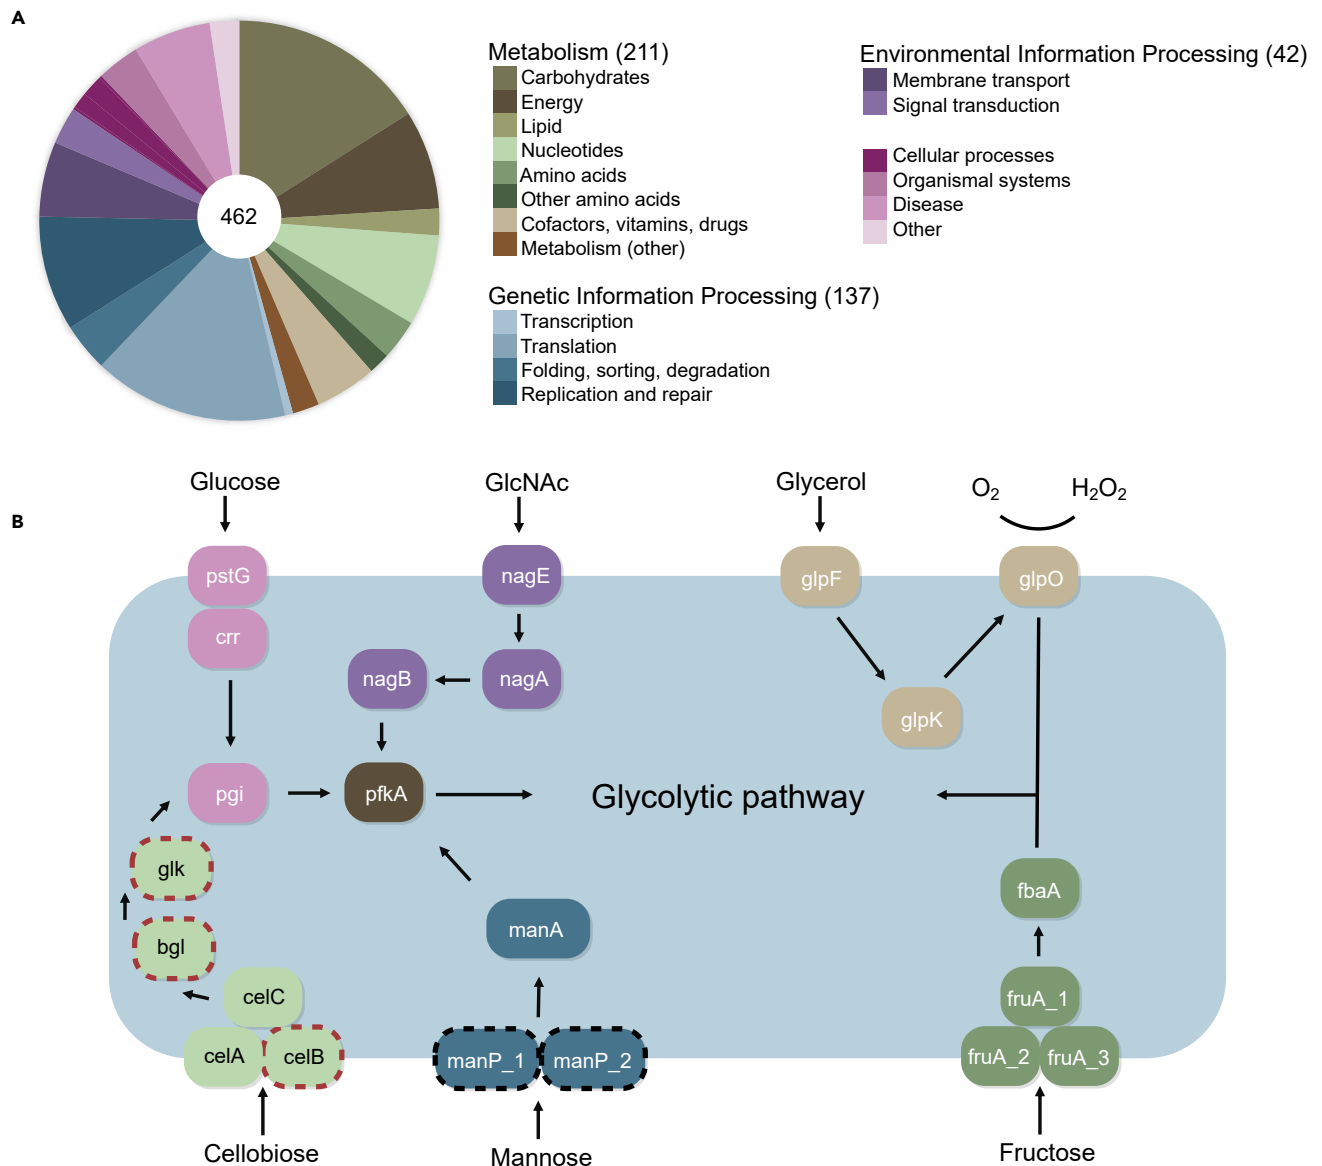 A
462
Metabolism (211)
Carbohydrates
Energy
Lipid
Nucleotides
Amino acids
Other amino acids
Cofactors, vitamins, drugs
Metabolism (other)
Genetic Information Processing (137)
Transcription
Translation
Folding, sorting, degradation
Replication and repair
Environmental Information Processing (42)
Membrane transport
Signal transduction
Cellular processes
Organismal systems
Disease
Other
B
Glucose
GlcNAc
Glycerol
O₂
H₂O₂
pstG
nagE
glpF
glpO
crr
nagB
nagA
glpK
pgi
pfkA
Glycolytic pathway
glk
fbaA
manA
bgl
celC
fruA_1
celA
celB
manP_1
manP_2
fruA_2
fruA_3
Cellobiose
Mannose
Fructose